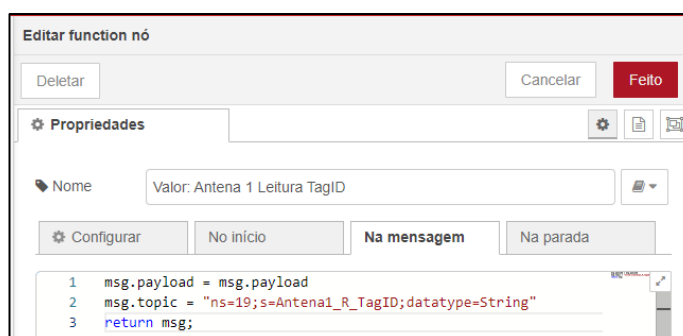 Editar function nó
Deletar
Cancelar
Feito
Propriedades
Nome
Valor: Antena 1 Leitura TagID
Configurar
No início
Na mensagem
Na parada
1 msg.payload = msg.payload
2 msg.topic = "ns=19;s=Antena1_R_TagID;datatype=String"
3 return msg;